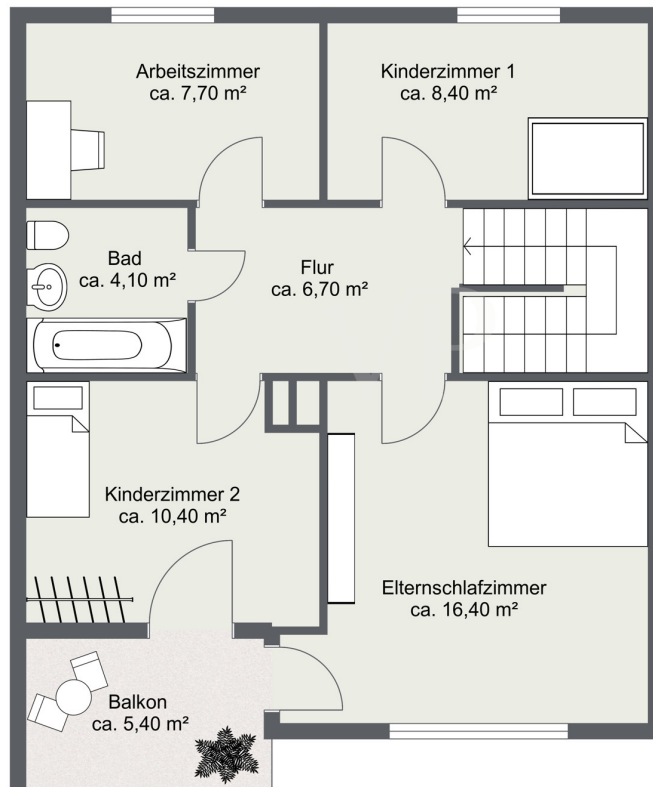 Arbeitszimmer
ca. 7,70 m²
Kinderzimmer 1
ca. 8,40 m²
Bad
ca. 4,10 m²
Flur
ca. 6,70 m²
Kinderzimmer 2
ca. 10,40 m²
Elternschlafzimmer
ca. 16,40 m²
Balkon
ca. 5,40 m²